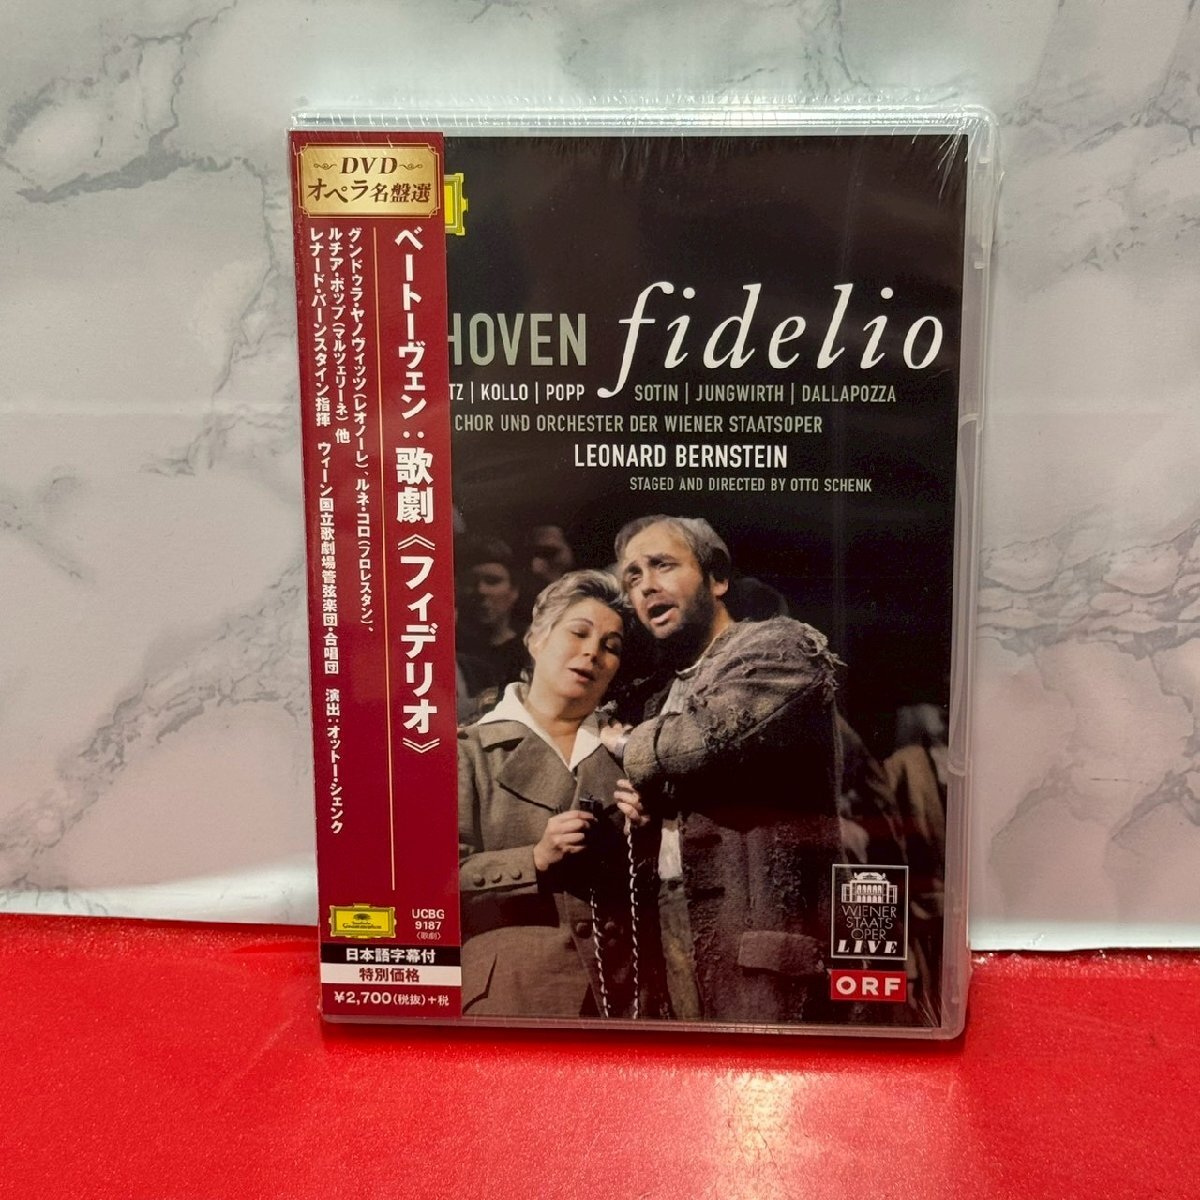 DVD
オペラ名盤選
ベートーヴェン:歌劇《フィデリオ》
グンドゥラ・ヤノヴィッツ(レオノーレ)、ルネ・コロ(フロレスタン)、
ルチア・ポップ(マルツェリーネ) 他
レナード・バーンスタイン指揮 ウィーン国立歌劇場管弦楽団・合唱団 演出:オットー・シェンク
UCBG
9187
〈歌劇〉
日本語字幕付
特別価格
¥2,700(税抜)+税
HOVEN fidelio
TZ | KOLLO | POPP SOTIN | JUNGWIRTH | DALLAPOZZA
CHOR UND ORCHESTER DER WIENER STAATSOPER
LEONARD BERNSTEIN
STAGED AND DIRECTED BY OTTO SCHENK
WIENER
STAATS
OPER
LIVE
ORF